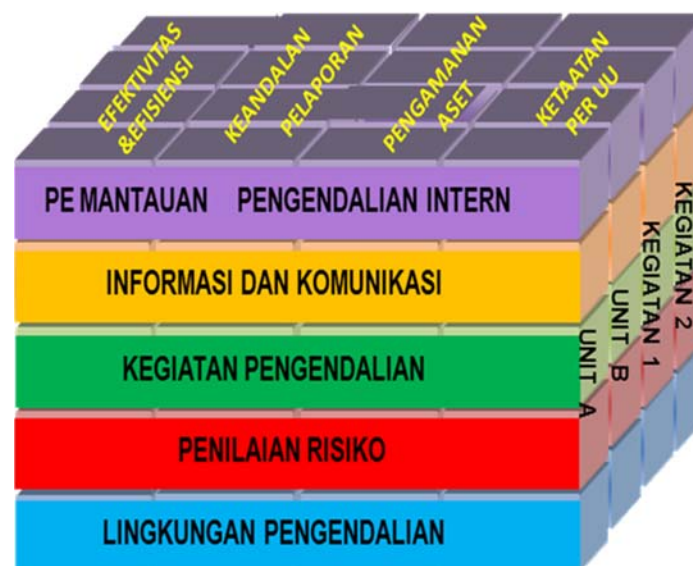 EFEKTIVITAS
&EFISIENSI
KEANDALAN
PELAPORAN
PENGAMANAN
ASET
KETAATAN
PER UU
PE MANTAUAN PENGENDALIAN INTERN
INFORMASI DAN KOMUNIKASI
KEGIATAN PENGENDALIAN
PENILAIAN RISIKO
LINGKUNGAN PENGENDALIAN
UNIT A
UNIT B
KEGIATAN 1
KEGIATAN 2